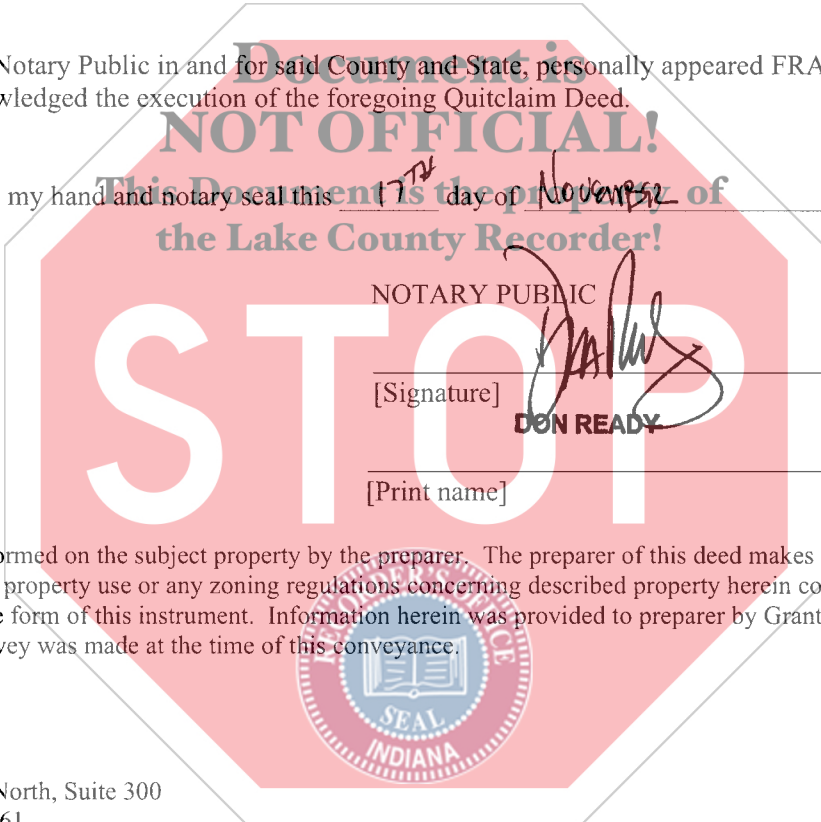 Document is
Notary Public in and for said County and State, personally appeared FRA
wledged the execution of the foregoing Quitclaim Deed.
NOT OFFICIAL!
This Document is the property of
my hand and notary seal this 17TH day of November
the Lake County Recorder!
NOTARY PUBLIC
STOP
[Signature]
DON READY
[Print name]
ormed on the subject property by the preparer. The preparer of this deed makes
property use or any zoning regulations concerning described property herein co
e form of this instrument. Information herein was provided to preparer by Grant
vey was made at the time of this conveyance.
RECORDER'S OFFICE
SEAL
INDIANA
North, Suite 300
61